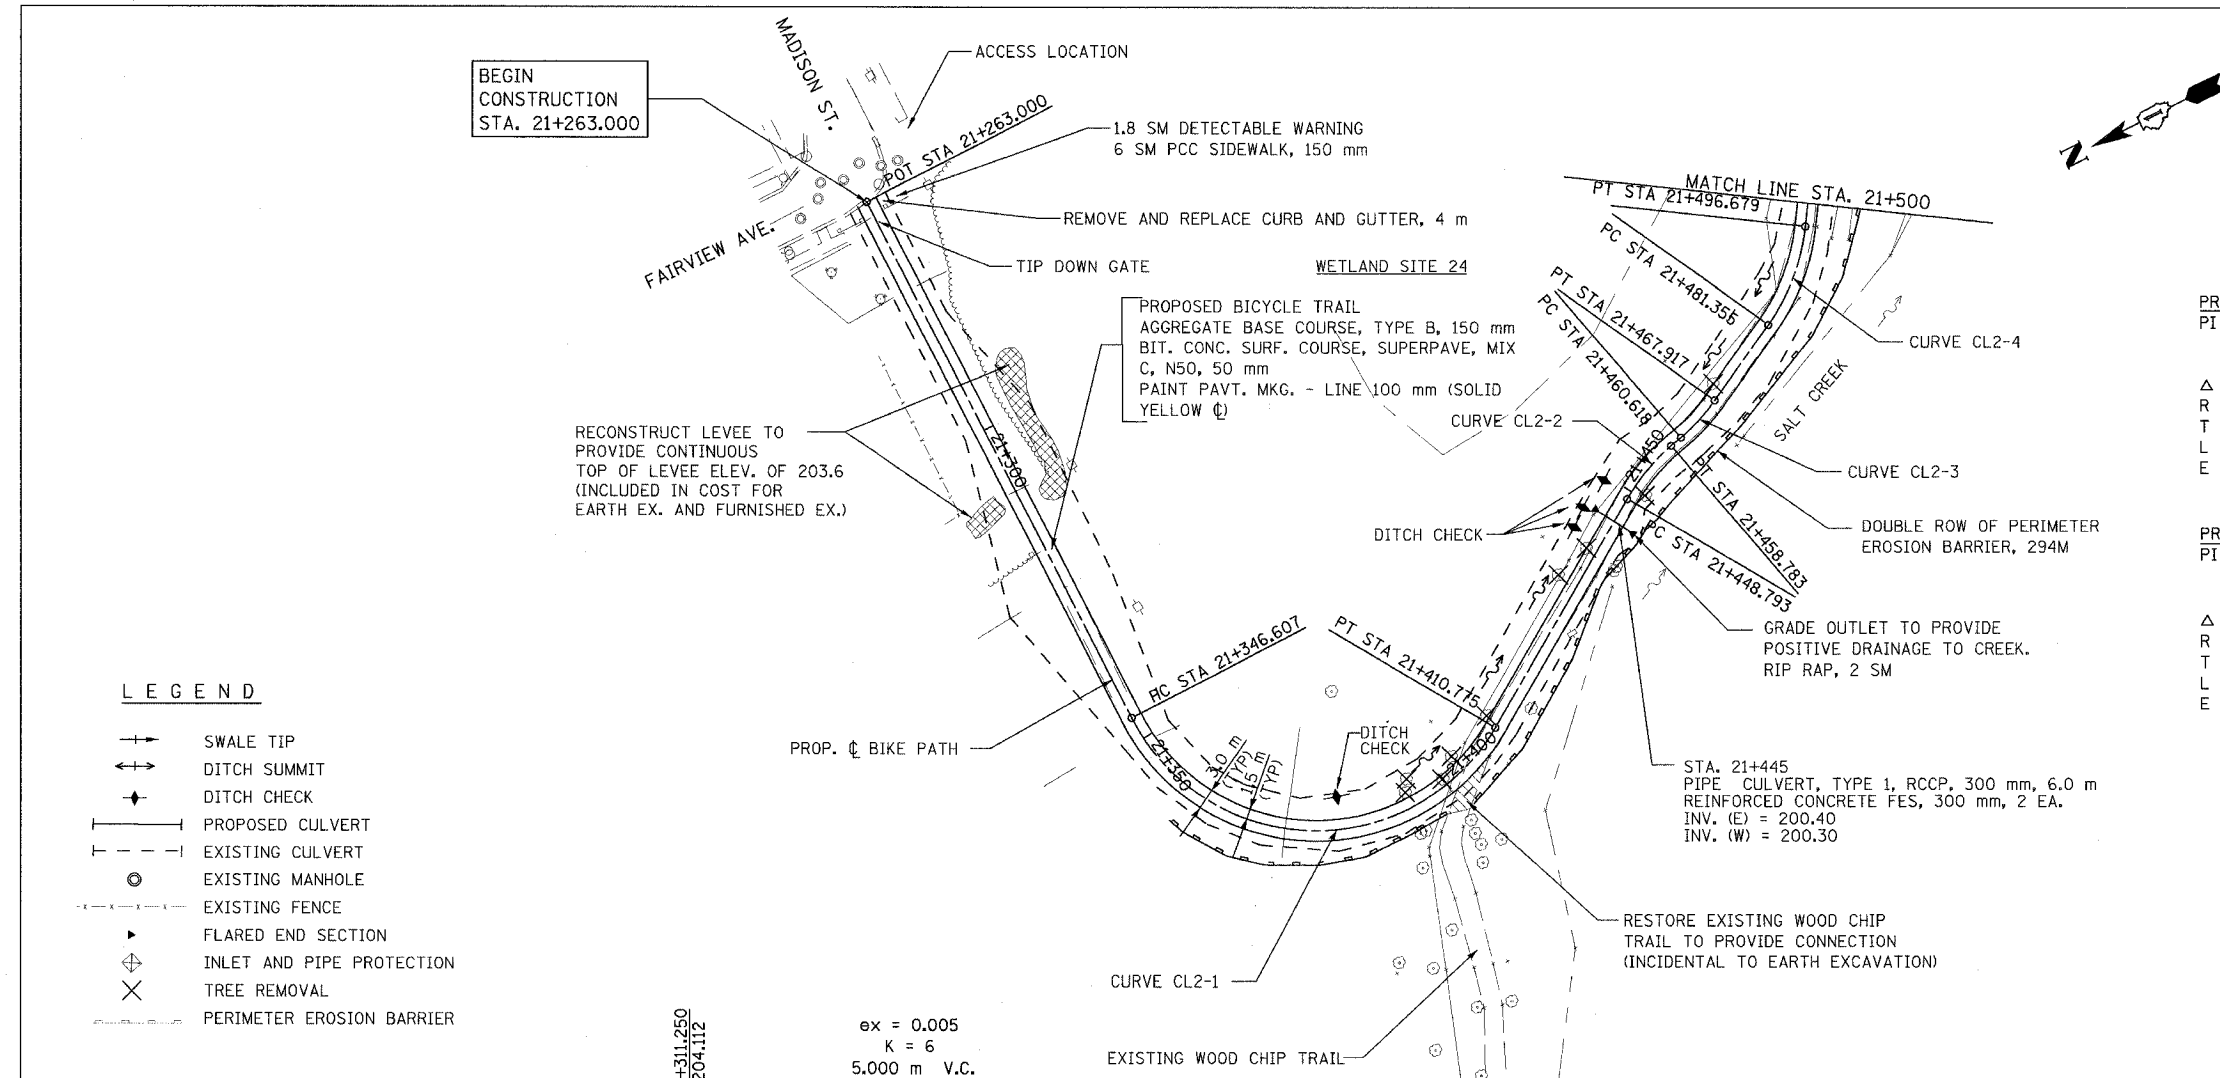 MADISON ST.
ACCESS LOCATION
BEGIN
CONSTRUCTION
STA. 21+263.000
POT STA 21+263.000
1.8 SM DETECTABLE WARNING
6 SM PCC SIDEWALK, 150 mm
REMOVE AND REPLACE CURB AND GUTTER, 4 m
FAIRVIEW AVE.
TIP DOWN GATE
WETLAND SITE 24
N
MATCH LINE STA. 21+500
PT STA 21+496.679
PC STA 21+481.355
PT STA 21+467.917
PC STA 21+460.618
PROPOSED BICYCLE TRAIL
AGGREGATE BASE COURSE, TYPE B, 150 mm
BIT. CONC. SURF. COURSE, SUPERPAVE, MIX
C, N50, 50 mm
PAINT PAVT. MKG. - LINE 100 mm (SOLID
YELLOW ℄)
CURVE CL2-4
SALT CREEK
CURVE CL2-2
CURVE CL2-3
21+450
21+300
RECONSTRUCT LEVEE TO
PROVIDE CONTINUOUS
TOP OF LEVEE ELEV. OF 203.6
(INCLUDED IN COST FOR
EARTH EX. AND FURNISHED EX.)
DITCH CHECK
PT STA 21+458.783
PC STA 21+448.793
DOUBLE ROW OF PERIMETER
EROSION BARRIER, 294M
GRADE OUTLET TO PROVIDE
POSITIVE DRAINAGE TO CREEK.
RIP RAP, 2 SM
PC STA 21+346.607
PT STA 21+410.775
PROP. ℄ BIKE PATH
21+350
3.0 m
(TYP)
1.5 m
(TYP)
DITCH
CHECK
21+400
STA. 21+445
PIPE CULVERT, TYPE 1, RCCP, 300 mm, 6.0 m
REINFORCED CONCRETE FES, 300 mm, 2 EA.
INV. (E) = 200.40
INV. (W) = 200.30
RESTORE EXISTING WOOD CHIP
TRAIL TO PROVIDE CONNECTION
(INCIDENTAL TO EARTH EXCAVATION)
CURVE CL2-1
EXISTING WOOD CHIP TRAIL
LEGEND
SWALE TIP
DITCH SUMMIT
DITCH CHECK
PROPOSED CULVERT
EXISTING CULVERT
EXISTING MANHOLE
EXISTING FENCE
FLARED END SECTION
INLET AND PIPE PROTECTION
TREE REMOVAL
PERIMETER EROSION BARRIER
+311.250
204.112
ex = 0.005
K = 6
5.000 m V.C.
PR
PI
Δ
R
T
L
E
PR
PI
Δ
R
T
L
E